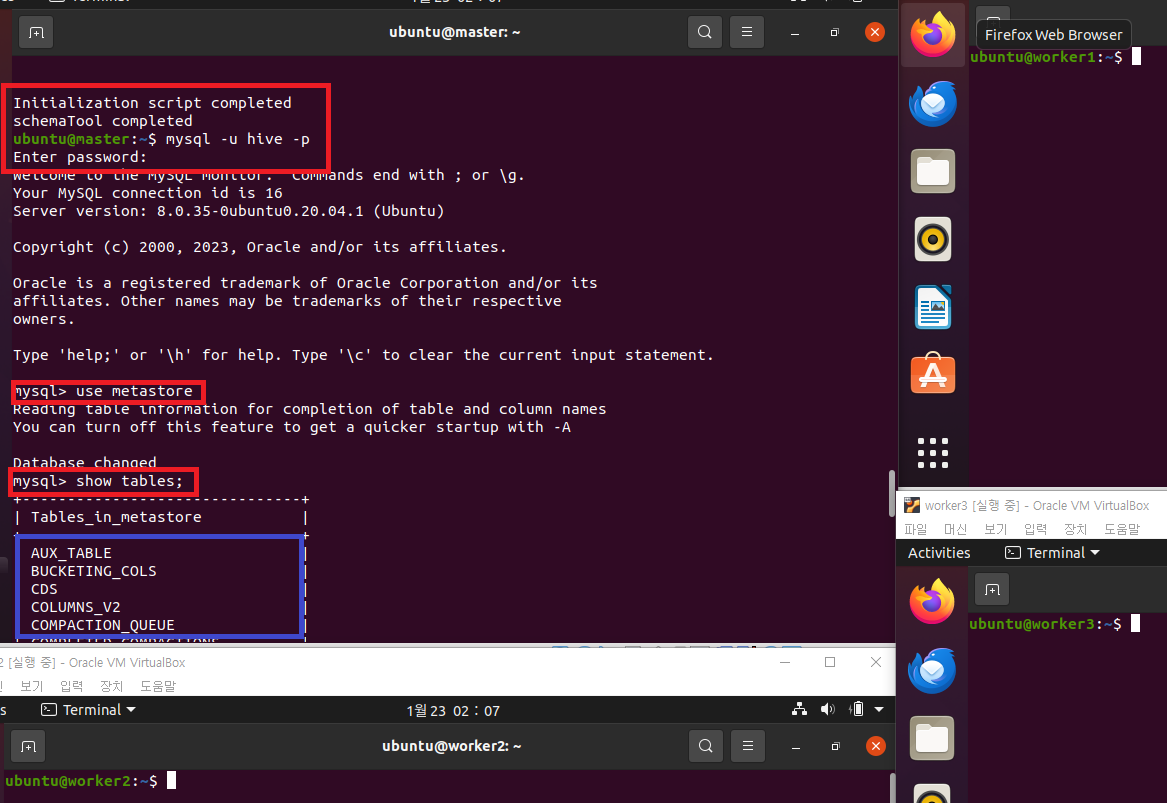 Terminal
1월 23 02 : 07
ubuntu@master: ~
Initialization script completed
schemaTool completed
ubuntu@master:~$ mysql -u hive -p
Enter password:
Welcome to the MySQL monitor.  Commands end with ; or \g.
Your MySQL connection id is 16
Server version: 8.0.35-0ubuntu0.20.04.1 (Ubuntu)
Copyright (c) 2000, 2023, Oracle and/or its affiliates.
Oracle is a registered trademark of Oracle Corporation and/or its
affiliates. Other names may be trademarks of their respective
owners.
Type 'help;' or '\h' for help. Type '\c' to clear the current input statement.
mysql> use metastore
Reading table information for completion of table and column names
You can turn off this feature to get a quicker startup with -A
Database changed
mysql> show tables;
+-------------------------------+
| Tables_in_metastore           |
+-------------------------------+
AUX_TABLE |
BUCKETING_COLS |
CDS |
COLUMNS_V2 |
COMPACTION_QUEUE |
| COMPLETED_COMPACTIONS |
Firefox Web Browser
ubuntu@worker1:~$
worker3 [실행 중] - Oracle VM VirtualBox
파일 머신 보기 입력 장치 도움말
Activities Terminal
ubuntu@worker3:~$
2 [실행 중] - Oracle VM VirtualBox
보기 입력 장치 도움말
s Terminal 1월 23 02 : 07
ubuntu@worker2: ~
ubuntu@worker2:~$